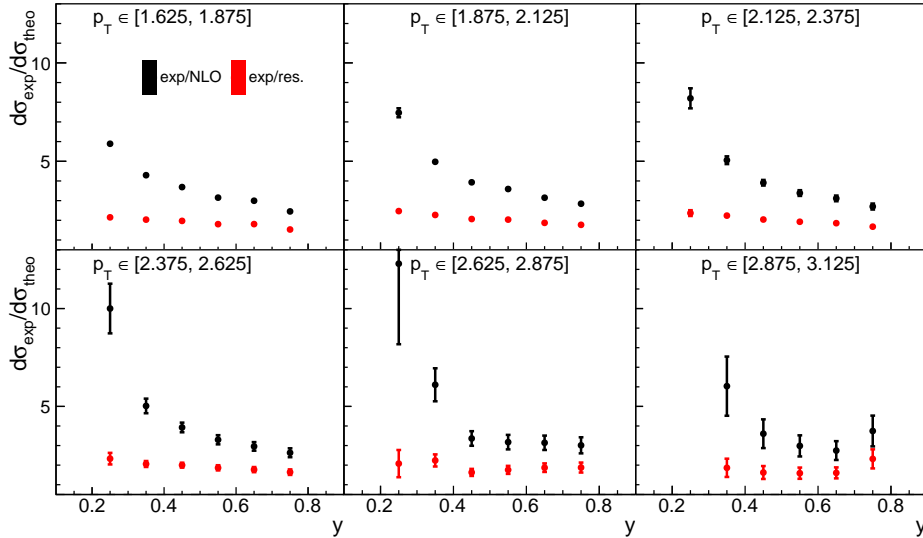 p_T ∈ [1.625, 1.875]
p_T ∈ [1.875, 2.125]
p_T ∈ [2.125, 2.375]
exp/NLO
exp/res.
dσ_exp/dσ_theo
10
5
p_T ∈ [2.375, 2.625]
p_T ∈ [2.625, 2.875]
p_T ∈ [2.875, 3.125]
dσ_exp/dσ_theo
10
5
0.2 0.4 0.6 0.8
0.2 0.4 0.6 0.8
0.2 0.4 0.6 0.8
y
y
y